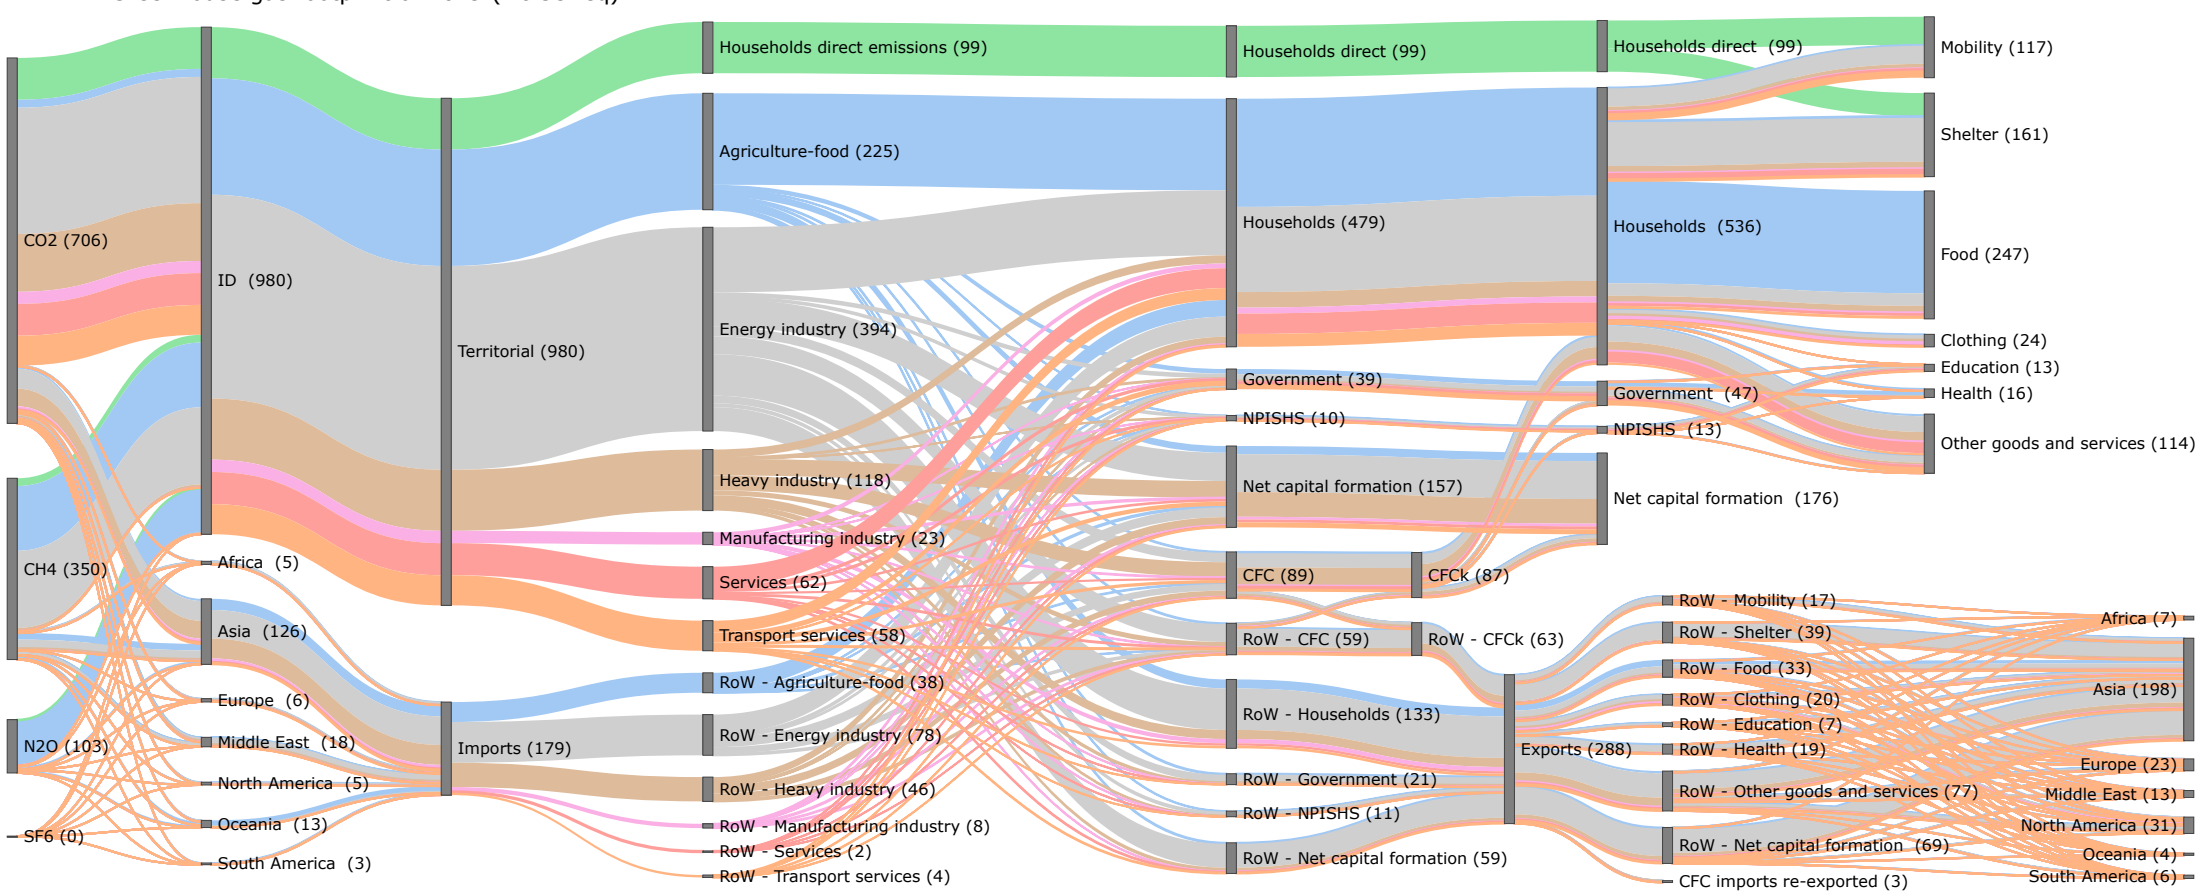 CO2 (706)
CH4 (350)
N2O (103)
SF6 (0)
ID (980)
Africa (5)
Asia (126)
Europe (6)
Middle East (18)
North America (5)
Oceania (13)
South America (3)
Territorial (980)
Imports (179)
Households direct emissions (99)
Agriculture-food (225)
Energy industry (394)
Heavy industry (118)
Manufacturing industry (23)
Services (62)
Transport services (58)
RoW - Agriculture-food (38)
RoW - Energy industry (78)
RoW - Heavy industry (46)
RoW - Manufacturing industry (8)
RoW - Services (2)
RoW - Transport services (4)
Households direct (99)
Households (479)
Government (39)
NPISHS (10)
Net capital formation (157)
CFC (89)
RoW - CFC (59)
RoW - Households (133)
RoW - Government (21)
RoW - NPISHS (11)
RoW - Net capital formation (59)
CFCk (87)
RoW - CFCk (63)
Exports (288)
Households direct (99)
Households (536)
Government (47)
NPISHS (13)
Net capital formation (176)
RoW - Mobility (17)
RoW - Shelter (39)
RoW - Food (33)
RoW - Clothing (20)
RoW - Education (7)
RoW - Health (19)
RoW - Other goods and services (77)
RoW - Net capital formation (69)
CFC imports re-exported (3)
Mobility (117)
Shelter (161)
Food (247)
Clothing (24)
Education (13)
Health (16)
Other goods and services (114)
Africa (7)
Asia (198)
Europe (23)
Middle East (13)
North America (31)
Oceania (4)
South America (6)